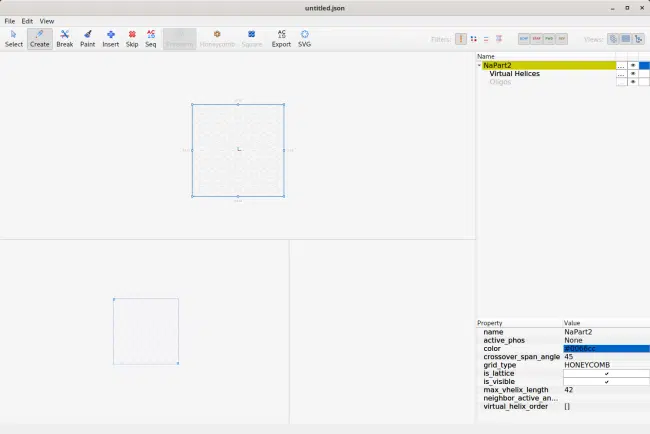 untitled.json
File Edit View
Select Create Break Paint Insert Skip Seq Honeycomb Square Export SVG Filters: Views:
Name
NaPart2
Virtual Helices
Oligos
Property Value
name NaPart2
active_phos None
color #0066cc
crossover_span_angle 45
grid_type HONEYCOMB
is_lattice
is_visible
max_vhelix_length 42
neighbor_active_an...
virtual_helix_order []